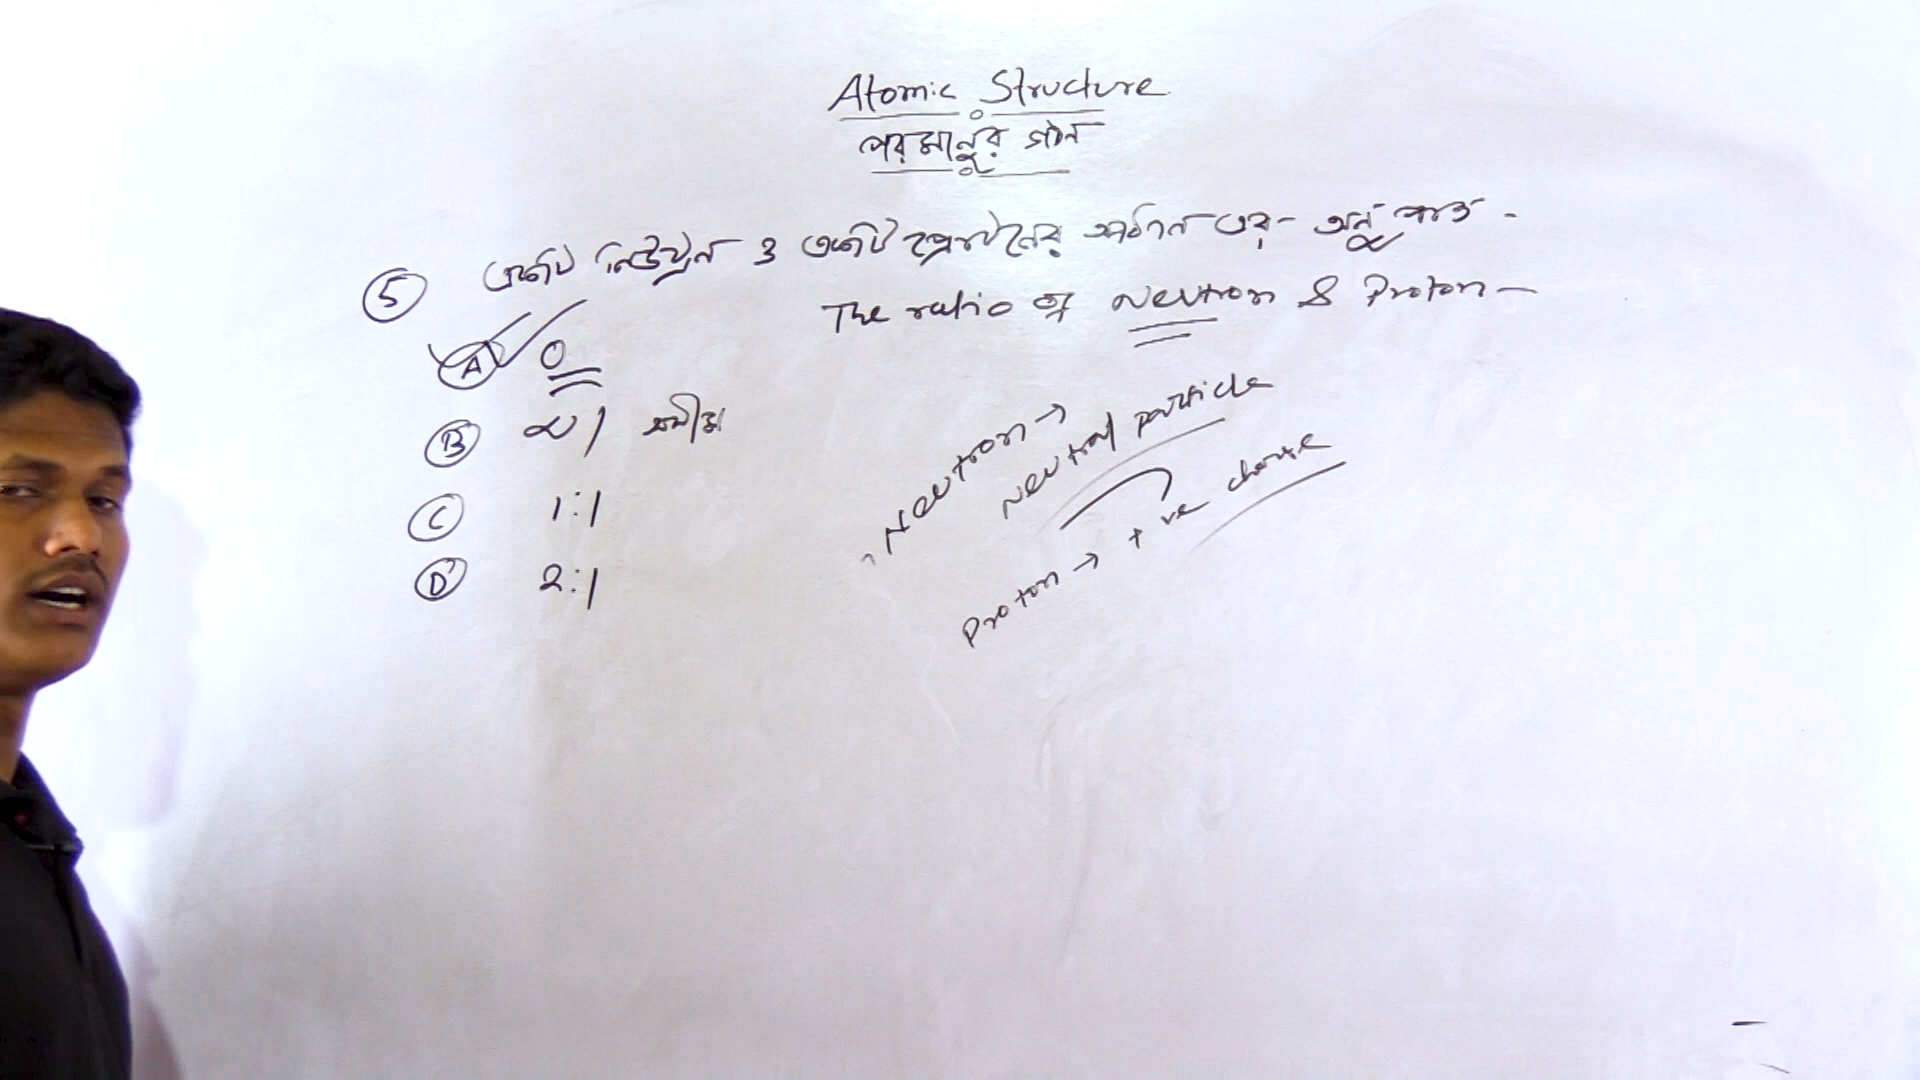 Atomic Structure
পরমানুর গঠন
5 একটি নিউট্রন ও একটি প্রোটনের এর- অনুপাত -
The ratio of Neutron & Proton -
A 0
B ∝ / অসীম
C 1:1
D 2:1
Neutron →
Neutral particle
Proton → +ve charge